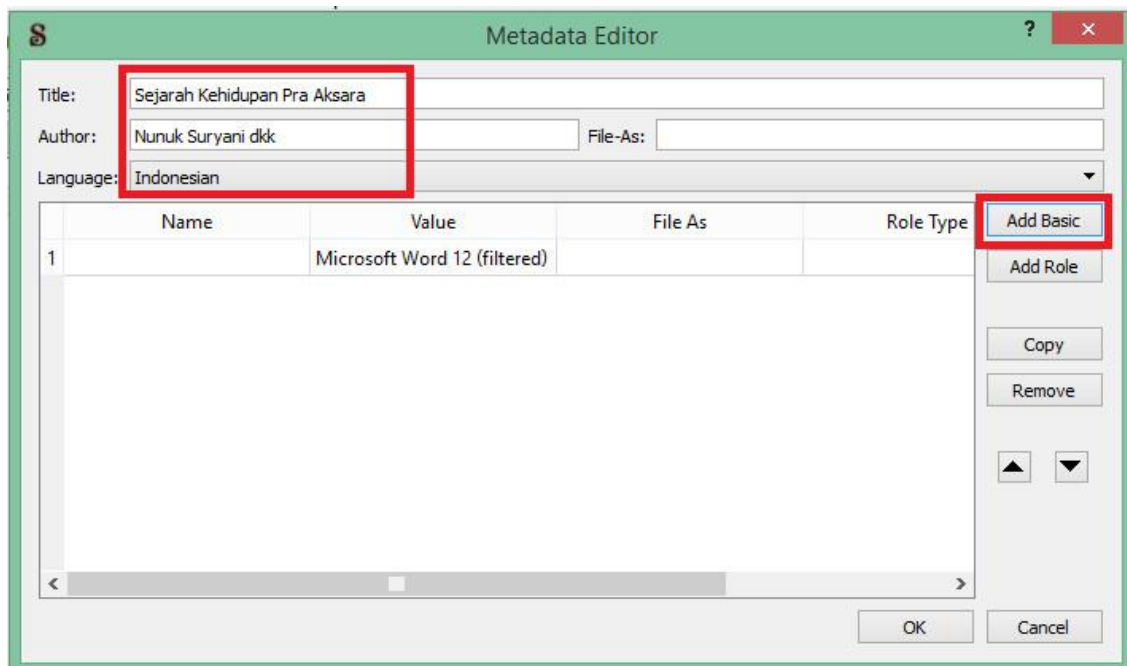 S Metadata Editor ? ×
Title: Sejarah Kehidupan Pra Aksara
Author: Nunuk Suryani dkk File-As:
Language: Indonesian
Name Value File As Role Type Add Basic
1 Microsoft Word 12 (filtered)
Add Role
Copy
Remove
OK Cancel